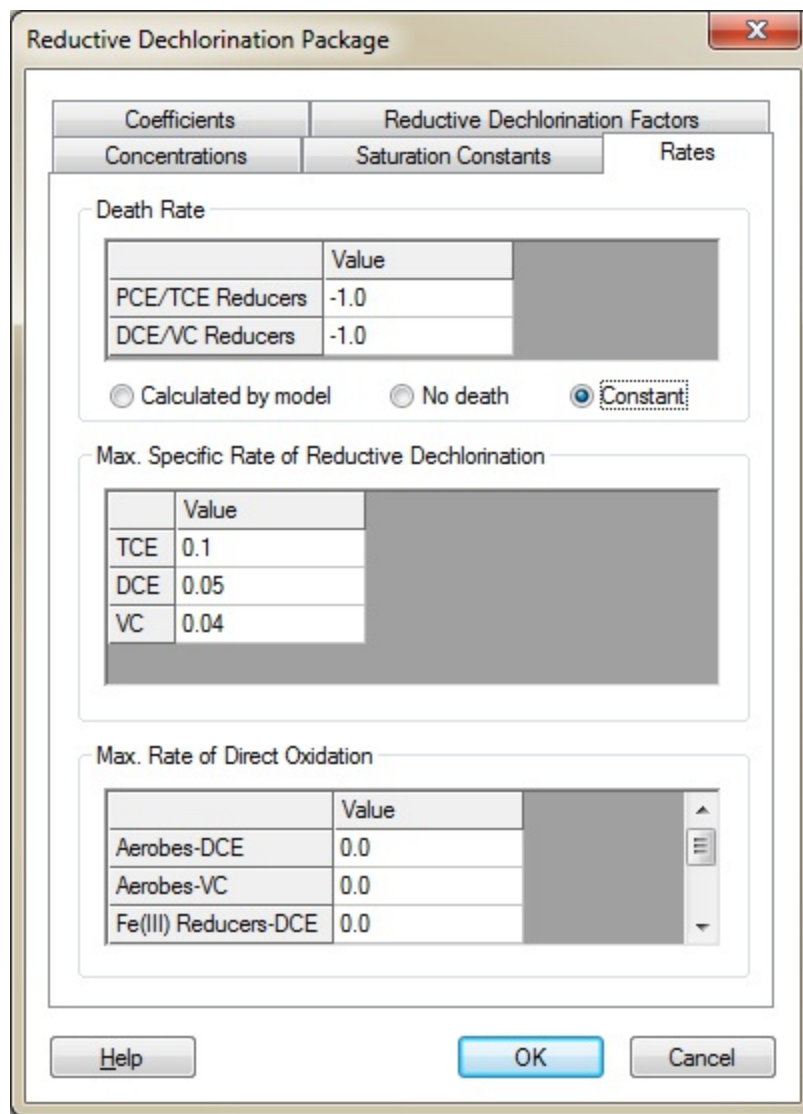 Reductive Dechlorination Package
Coefficients Reductive Dechlorination Factors
Concentrations Saturation Constants Rates
Death Rate
Value
PCE/TCE Reducers -1.0
DCE/VC Reducers -1.0
Calculated by model No death Constant
Max. Specific Rate of Reductive Dechlorination
Value
TCE 0.1
DCE 0.05
VC 0.04
Max. Rate of Direct Oxidation
Value
Aerobes-DCE 0.0
Aerobes-VC 0.0
Fe(III) Reducers-DCE 0.0
Help OK Cancel